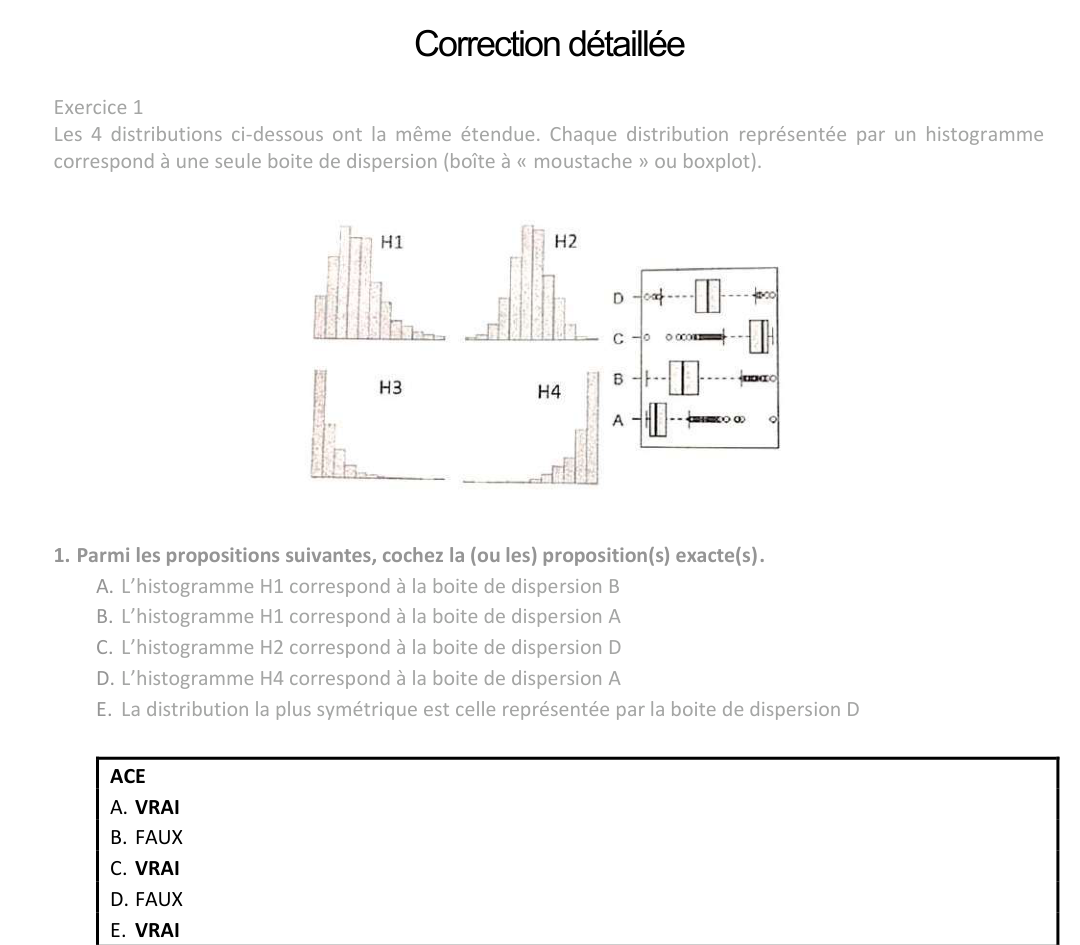 Correction détaillée
Exercice 1
Les 4 distributions ci-dessous ont la même étendue. Chaque distribution représentée par un histogramme
correspond à une seule boite de dispersion (boîte à « moustache » ou boxplot).
H1
H2
D
C
B
A
H3
H4
1. Parmi les propositions suivantes, cochez la (ou les) proposition(s) exacte(s).
A. L’histogramme H1 correspond à la boite de dispersion B
B. L’histogramme H1 correspond à la boite de dispersion A
C. L’histogramme H2 correspond à la boite de dispersion D
D. L’histogramme H4 correspond à la boite de dispersion A
E. La distribution la plus symétrique est celle représentée par la boite de dispersion D
ACE
A. VRAI
B. FAUX
C. VRAI
D. FAUX
E. VRAI